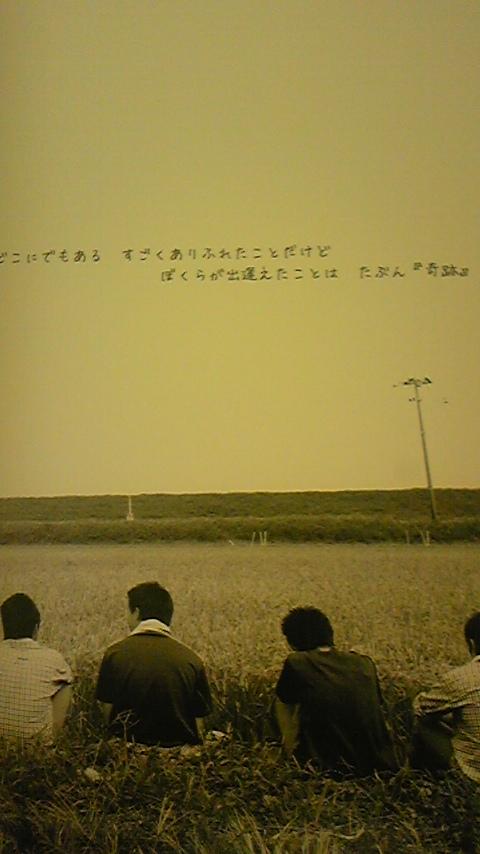 どこにでもある　すごくありふれたことだけど
ぼくらが出逢えたことは　たぶん『奇跡』